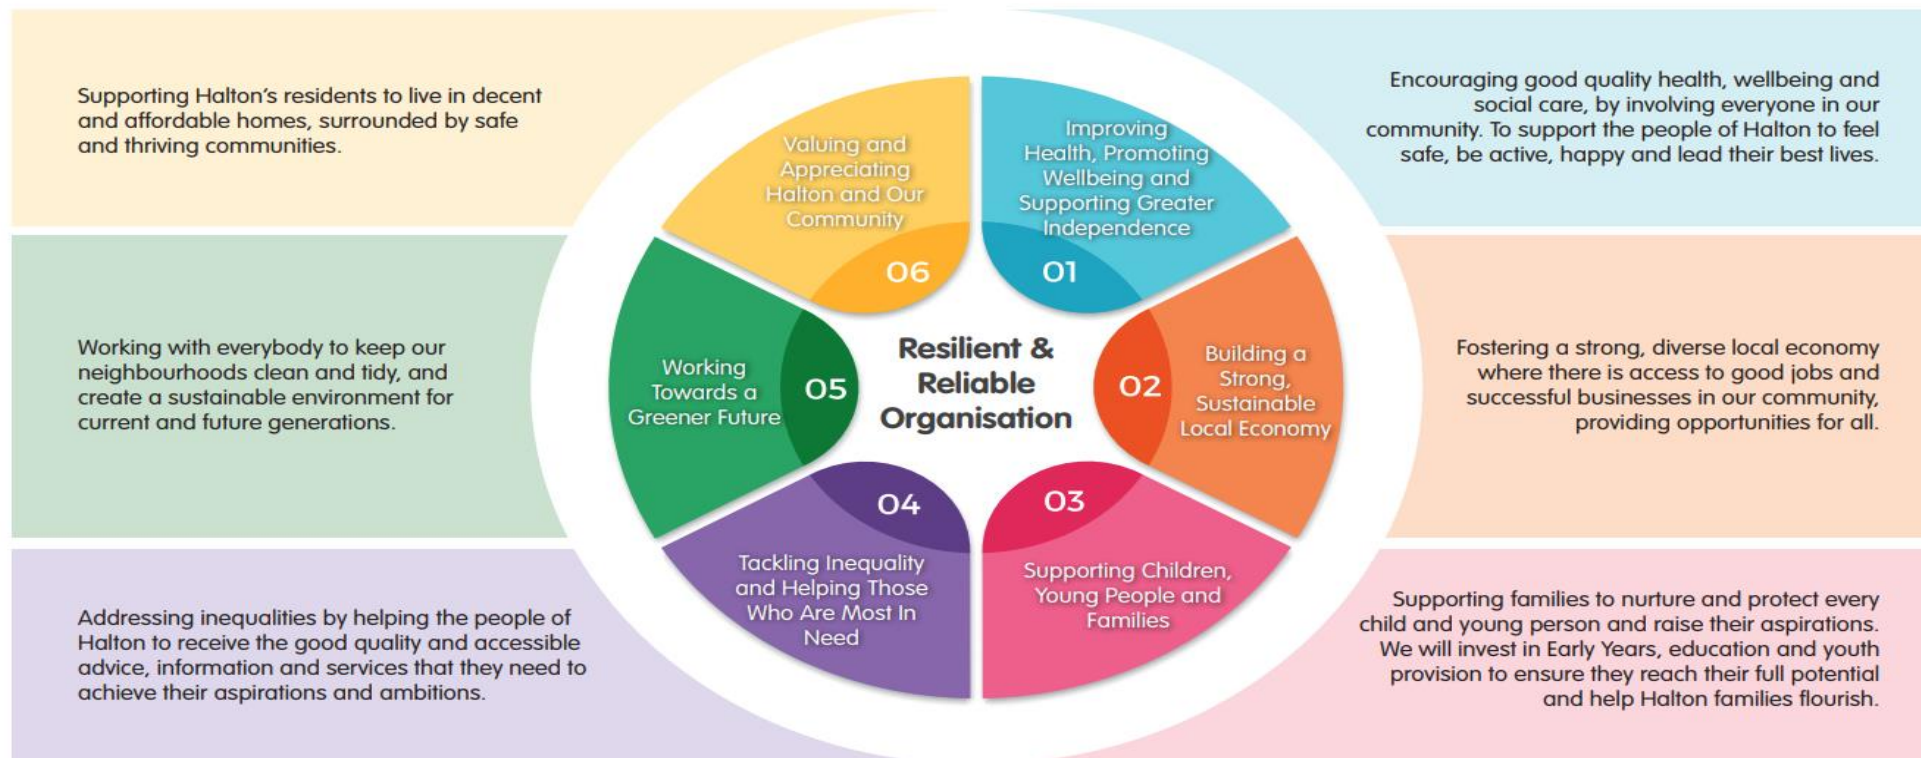 Supporting Halton’s residents to live in decent
and affordable homes, surrounded by safe
and thriving communities.
Valuing and
Appreciating
Halton and Our
Community
06
Improving
Health, Promoting
Wellbeing and
Supporting Greater
Independence
01
Encouraging good quality health, wellbeing and
social care, by involving everyone in our
community. To support the people of Halton to feel
safe, be active, happy and lead their best lives.
Working with everybody to keep our
neighbourhoods clean and tidy, and
create a sustainable environment for
current and future generations.
Working
Towards a
Greener Future
05
Resilient &
Reliable
Organisation
02
Building a
Strong,
Sustainable
Local Economy
Fostering a strong, diverse local economy
where there is access to good jobs and
successful businesses in our community,
providing opportunities for all.
Addressing inequalities by helping the people of
Halton to receive the good quality and accessible
advice, information and services that they need to
achieve their aspirations and ambitions.
04
Tackling Inequality
and Helping Those
Who Are Most In
Need
03
Supporting Children,
Young People and
Families
Supporting families to nurture and protect every
child and young person and raise their aspirations.
We will invest in Early Years, education and youth
provision to ensure they reach their full potential
and help Halton families flourish.